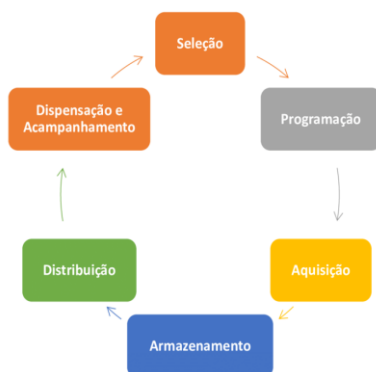 Seleção
Programação
Aquisição
Armazenamento
Distribuição
Dispensação e
Acampanhamento